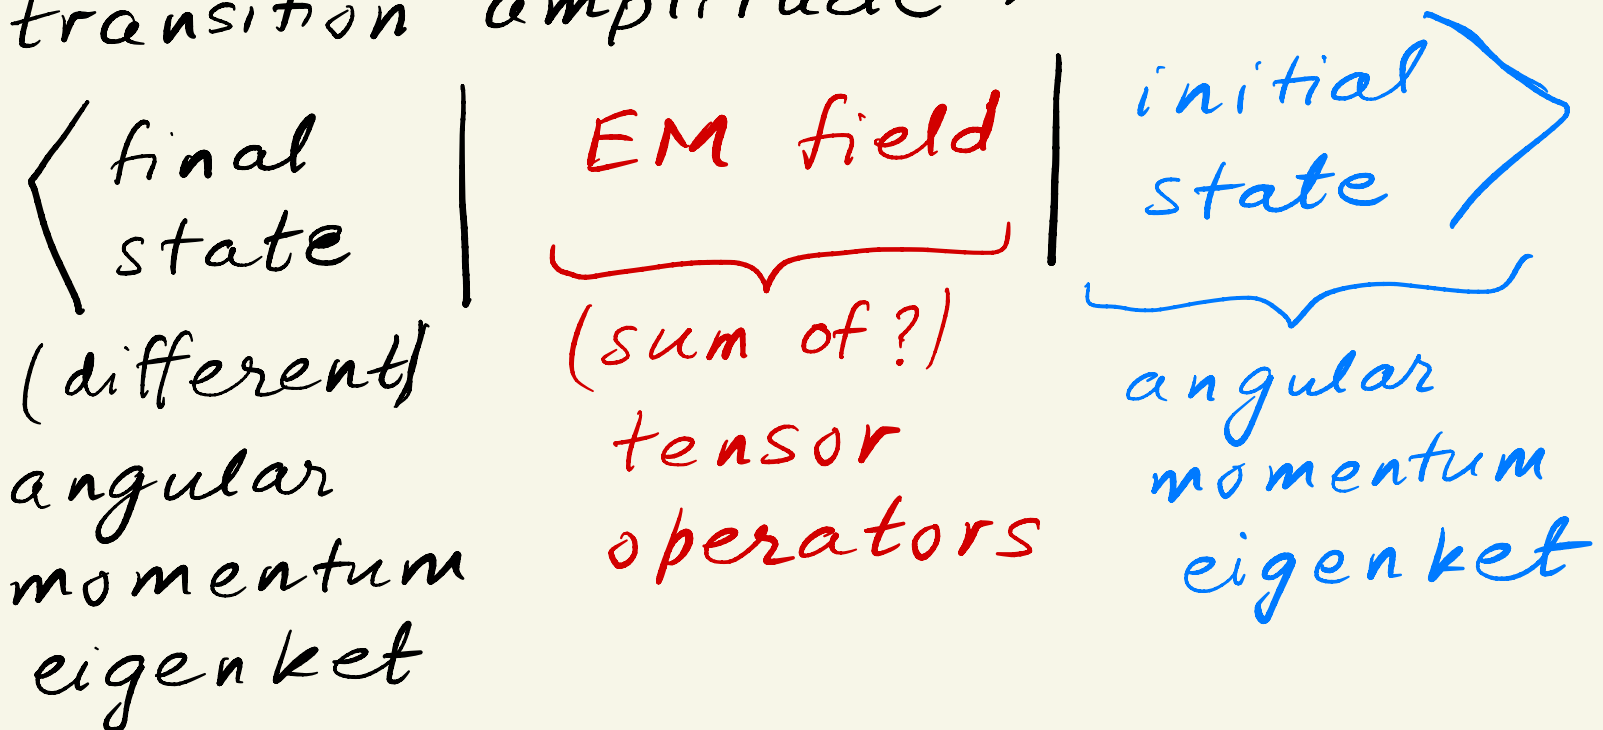 transition amplitude
⟨ final state | EM field | initial state ⟩
(different) angular momentum eigenket
(sum of ?) tensor operators
angular momentum eigenket